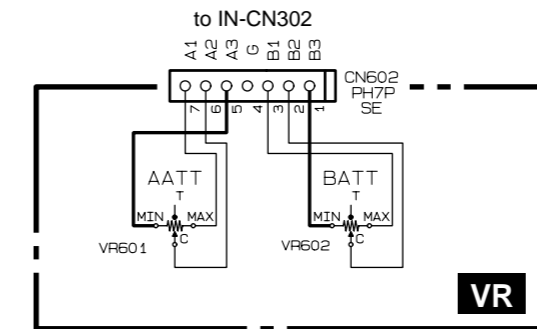 to IN-CN302
A1 A2 A3 G B1 B2 B3
CN602
PH7P
SE
7 6 5 4 3 2 1
AATT BATT
T T
MIN MAX MIN MAX
C C
VR601 VR602
VR